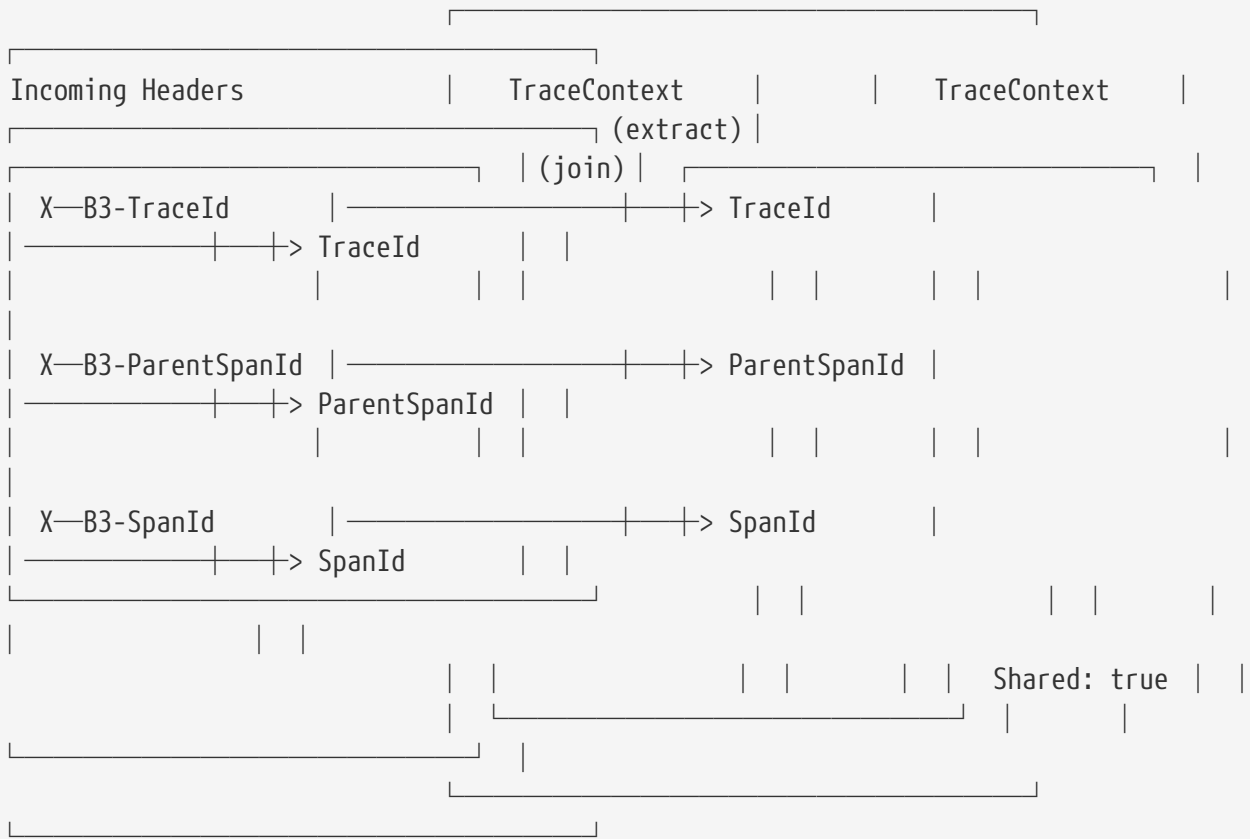 Incoming Headers │ TraceContext │ │ TraceContext │
(extract)│
│(join)│
│ X─B3-TraceId │───────────────────┼────┼> TraceId │
│─────────────┼────┼> TraceId │ │
│ X─B3-ParentSpanId │───────────────────┼────┼> ParentSpanId │
│─────────────┼────┼> ParentSpanId │ │
│ X─B3-SpanId │───────────────────┼────┼> SpanId │
│─────────────┼────┼> SpanId │ │
│ │ │ │ │ │ Shared: true │ │